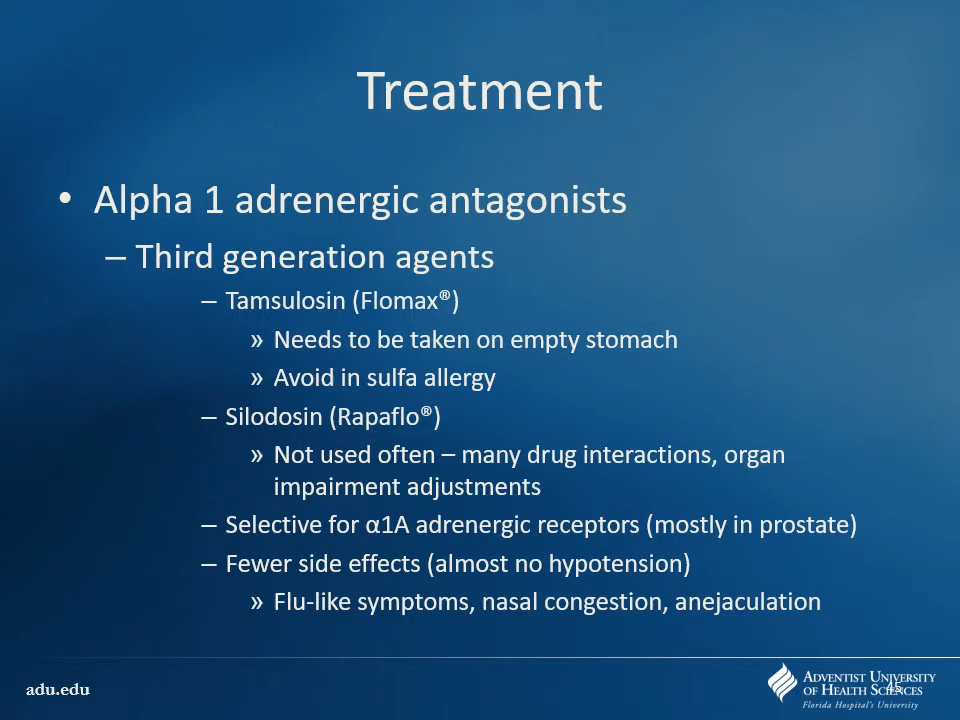 Treatment
• Alpha 1 adrenergic antagonists
– Third generation agents
– Tamsulosin (Flomax®)
» Needs to be taken on empty stomach
» Avoid in sulfa allergy
– Silodosin (Rapaflo®)
» Not used often – many drug interactions, organ
impairment adjustments
– Selective for α1A adrenergic receptors (mostly in prostate)
– Fewer side effects (almost no hypotension)
» Flu-like symptoms, nasal congestion, anejaculation
adu.edu
ADVENTIST UNIVERSITY
OF HEALTH SCIENCES
Florida Hospital's University
45